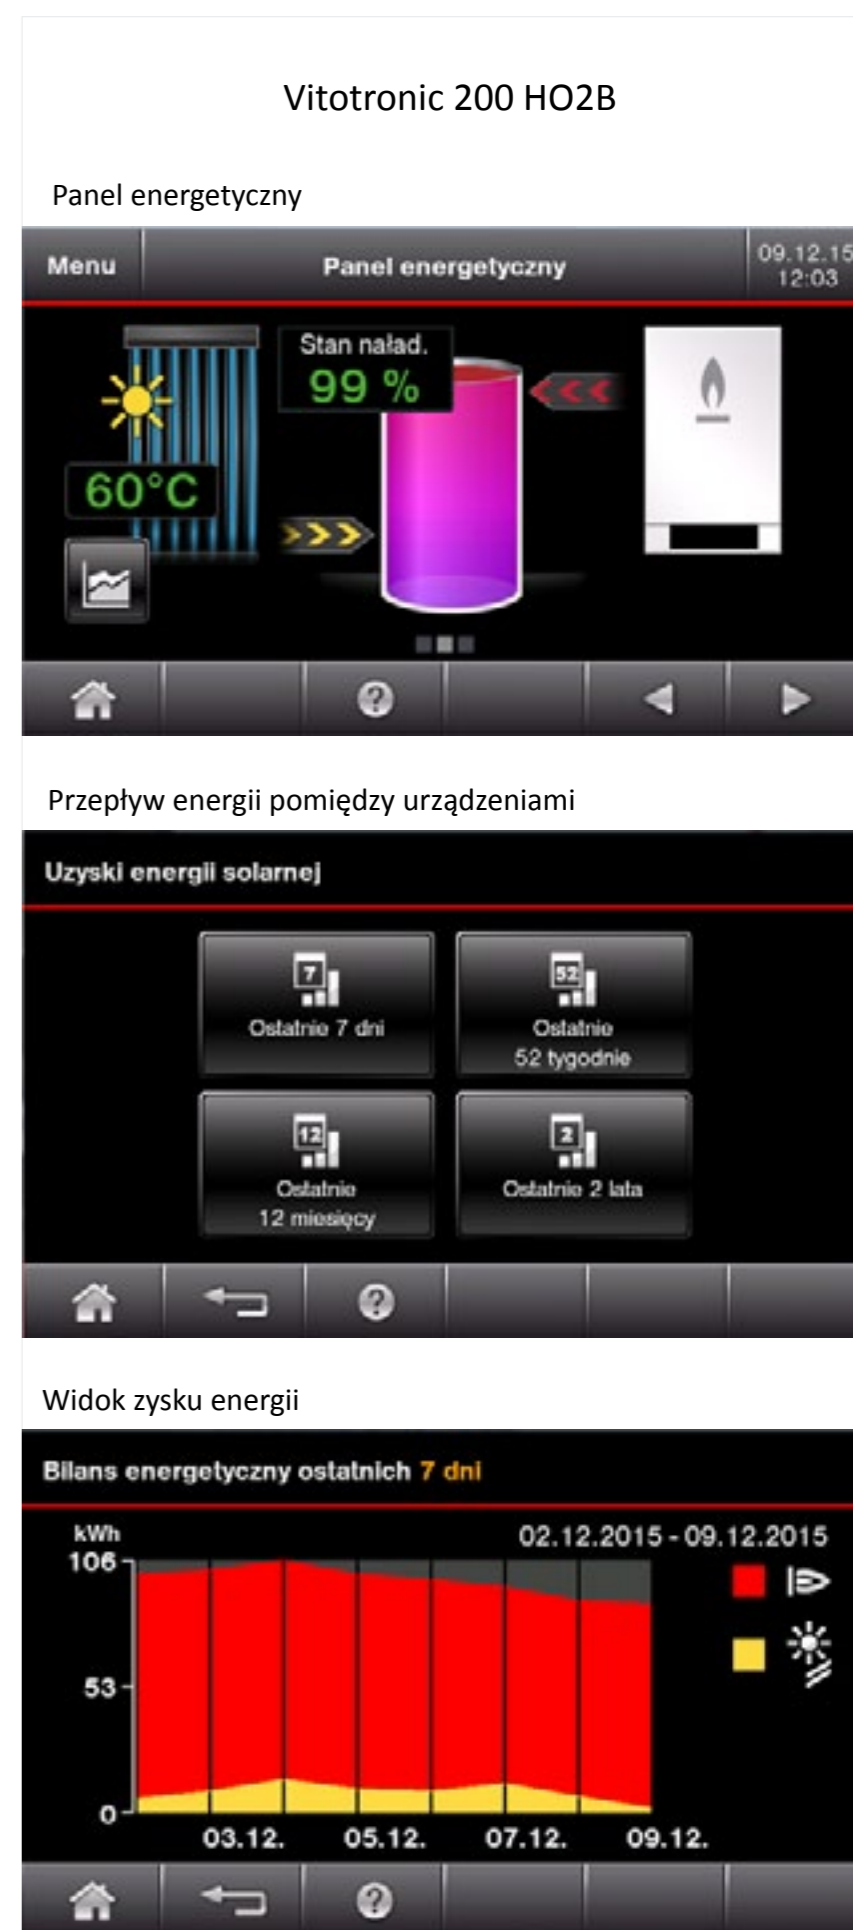 Vitotronic 200 HO2B
Panel energetyczny
Menu
Panel energetyczny
09.12.15
12:03
Stan naład.
99 %
60°C
Przepływ energii pomiędzy urządzeniami
Uzyski energii solarnej
7
Ostatnie 7 dni
52
Ostatnie
52 tygodnie
12
Ostatnie
12 miesięcy
2
Ostatnie 2 lata
Widok zysku energii
Bilans energetyczny ostatnich 7 dni
kWh
02.12.2015 - 09.12.2015
106
53
0
03.12. 05.12. 07.12. 09.12.